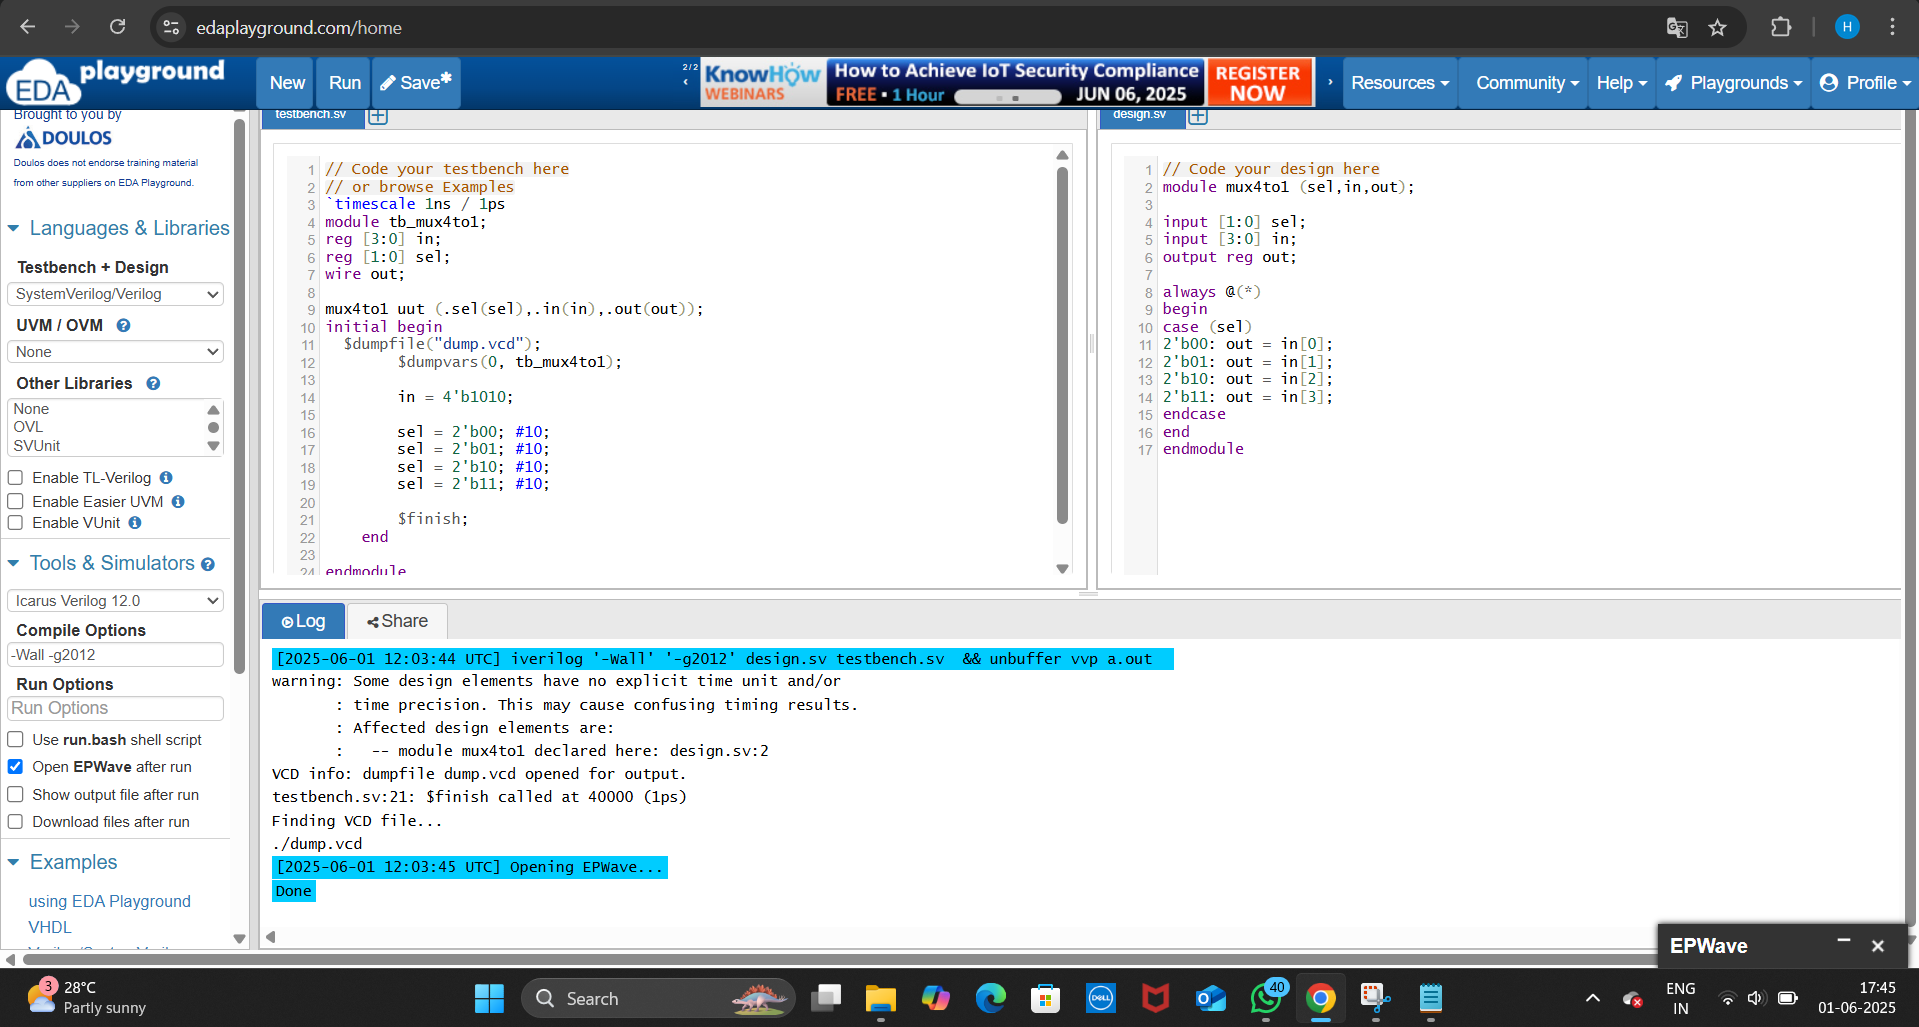 edaplayground.com/home
H
EDA playground
New
Run
Save*
2/2
KnowHow
WEBINARS
How to Achieve IoT Security Compliance
FREE • 1 Hour
JUN 06, 2025
REGISTER
NOW
Resources
Community
Help
Playgrounds
Profile
Brought to you by
DOULOS
Doulos does not endorse training material
from other suppliers on EDA Playground.
Languages & Libraries
Testbench + Design
SystemVerilog/Verilog
UVM / OVM
None
Other Libraries
None
OVL
SVUnit
Enable TL-Verilog
Enable Easier UVM
Enable VUnit
Tools & Simulators
Icarus Verilog 12.0
Compile Options
-Wall -g2012
Run Options
Run Options
Use run.bash shell script
Open EPWave after run
Show output file after run
Download files after run
Examples
using EDA Playground
VHDL
testbench.sv
1 // Code your testbench here
2 // or browse Examples
3 `timescale 1ns / 1ps
4 module tb_mux4to1;
5 reg [3:0] in;
6 reg [1:0] sel;
7 wire out;
8
9 mux4to1 uut (.sel(sel),.in(in),.out(out));
10 initial begin
11 $dumpfile("dump.vcd");
12 $dumpvars(0, tb_mux4to1);
13
14 in = 4'b1010;
15
16 sel = 2'b00; #10;
17 sel = 2'b01; #10;
18 sel = 2'b10; #10;
19 sel = 2'b11; #10;
20
21 $finish;
22 end
23
24 endmodule
design.sv
1 // Code your design here
2 module mux4to1 (sel,in,out);
3
4 input [1:0] sel;
5 input [3:0] in;
6 output reg out;
7
8 always @(*)
9 begin
10 case (sel)
11 2'b00: out = in[0];
12 2'b01: out = in[1];
13 2'b10: out = in[2];
14 2'b11: out = in[3];
15 endcase
16 end
17 endmodule
Log
Share
[2025-06-01 12:03:44 UTC] iverilog '-Wall' '-g2012' design.sv testbench.sv && unbuffer vvp a.out
warning: Some design elements have no explicit time unit and/or
: time precision. This may cause confusing timing results.
: Affected design elements are:
: -- module mux4to1 declared here: design.sv:2
VCD info: dumpfile dump.vcd opened for output.
testbench.sv:21: $finish called at 40000 (1ps)
Finding VCD file...
./dump.vcd
[2025-06-01 12:03:45 UTC] Opening EPWave...
Done
EPWave
3
28°C
Partly sunny
Search
DELL
40
ENG
IN
17:45
01-06-2025